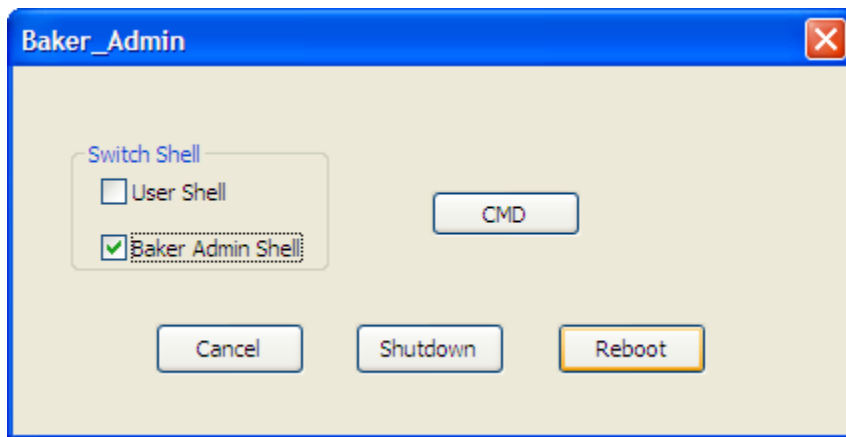 Baker_Admin
Switch Shell
User Shell
CMD
Baker Admin Shell
Cancel Shutdown Reboot